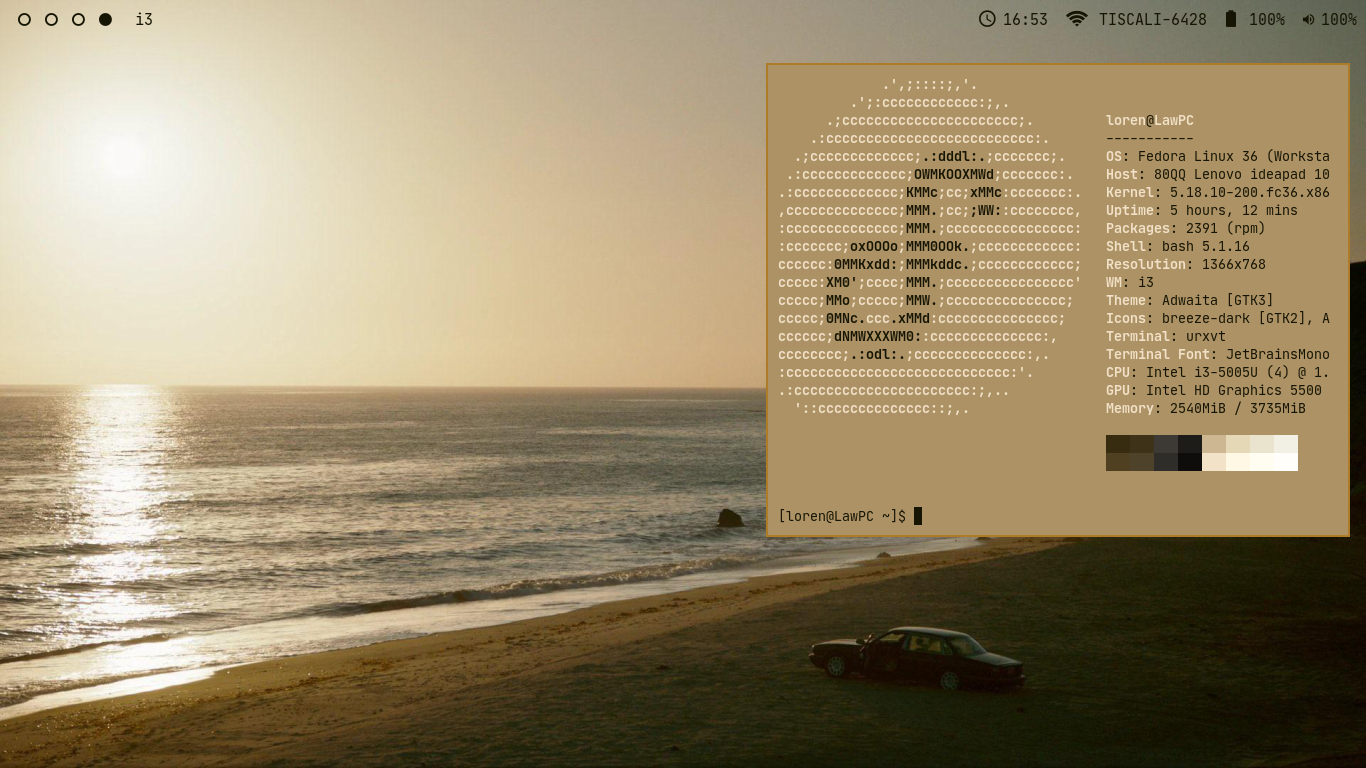 i3
16:53 TISCALI-6428 100% 100%
.',;::::;,'.
.';:cccccccccccc:;,.
.;cccccccccccccccccccccc;.
.:cccccccccccccccccccccccccc:.
.;ccccccccccccc;.:dddl:.;ccccccc;.
.:ccccccccccccc;OWMKOOXMWd;ccccccc:.
.:ccccccccccccc;KMMc;cc;xMMc:ccccccc:.
,cccccccccccccc;MMM.;cc;;WW::cccccccc,
:cccccccccccccc;MMM.;cccccccccccccccc:
:ccccccc;oxOOOo;MMM0OOk.;cccccccccccc:
cccccc:0MMKxdd:;MMMkddc.;cccccccccccc;
ccccc:XM0';cccc;MMM.;cccccccccccccccc'
ccccc;MMo;ccccc;MMW.;ccccccccccccccc;
ccccc;0MNc.ccc.xMMd:ccccccccccccccc;
cccccc;dNMWXXXWM0::cccccccccccccc:,
cccccccc;.:odl:.;cccccccccccccc:,.
:cccccccccccccccccccccccccccc:'.
.:cccccccccccccccccccccc:;,..
'::cccccccccccccc::;,.
loren@LawPC
-----------
OS: Fedora Linux 36 (Worksta
Host: 80QQ Lenovo ideapad 10
Kernel: 5.18.10-200.fc36.x86
Uptime: 5 hours, 12 mins
Packages: 2391 (rpm)
Shell: bash 5.1.16
Resolution: 1366x768
WM: i3
Theme: Adwaita [GTK3]
Icons: breeze-dark [GTK2], A
Terminal: urxvt
Terminal Font: JetBrainsMono
CPU: Intel i3-5005U (4) @ 1.
GPU: Intel HD Graphics 5500
Memory: 2540MiB / 3735MiB
[loren@LawPC ~]$